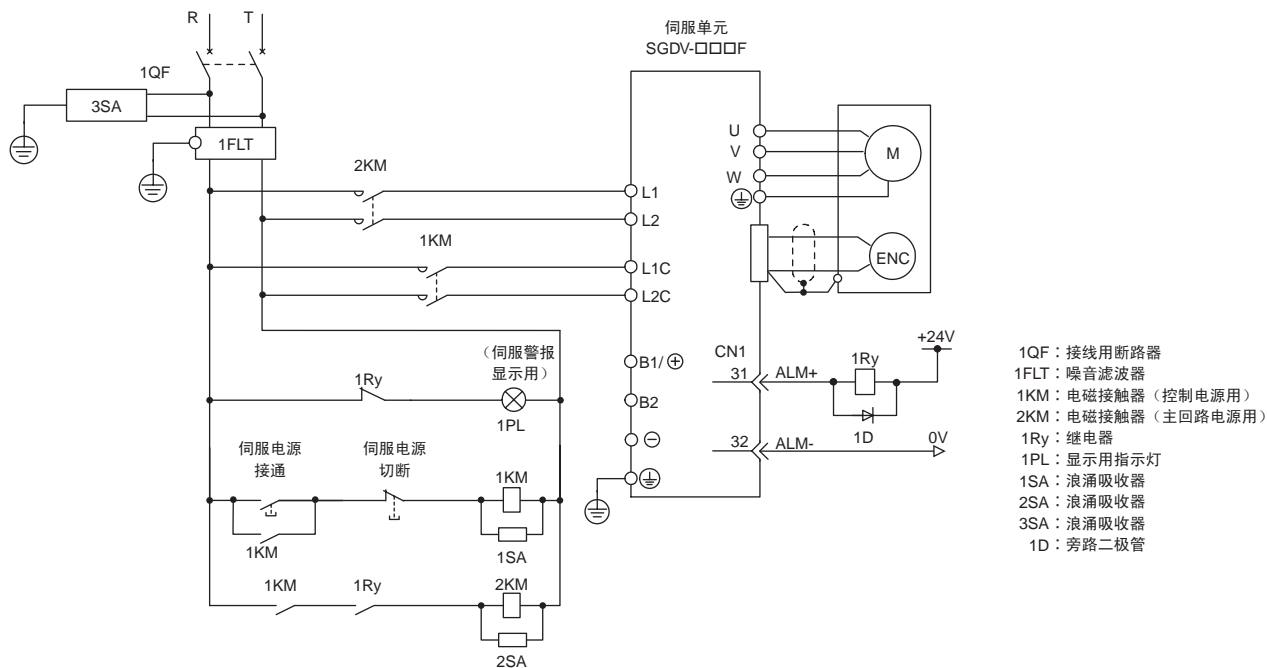 R
T
1QF
3SA
1FLT
伺服单元
SGDV-□□□F
2KM
L1
L2
1KM
L1C
L2C
U
V
W
M
ENC
（伺服警报
显示用）
1Ry
1PL
B1/⊕
B2
⊖
CN1
31
ALM+
1Ry
+24V
1D
32
ALM-
0V
伺服电源
接通
伺服电源
切断
1KM
1KM
1SA
1KM
1Ry
2KM
2SA
1QF：接线用断路器
1FLT：噪音滤波器
1KM：电磁接触器（控制电源用）
2KM：电磁接触器（主回路电源用）
1Ry：继电器
1PL：显示用指示灯
1SA：浪涌吸收器
2SA：浪涌吸收器
3SA：浪涌吸收器
1D：旁路二极管